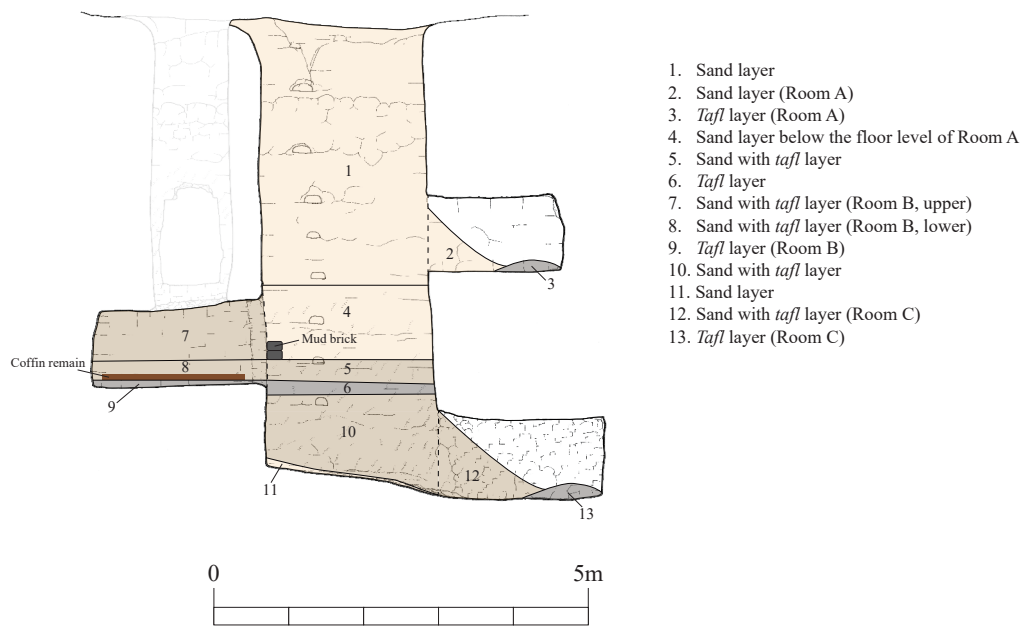 1. Sand layer
2. Sand layer (Room A)
3. Tafl layer (Room A)
4. Sand layer below the floor level of Room A
5. Sand with tafl layer
6. Tafl layer
7. Sand with tafl layer (Room B, upper)
8. Sand with tafl layer (Room B, lower)
9. Tafl layer (Room B)
10. Sand with tafl layer
11. Sand layer
12. Sand with tafl layer (Room C)
13. Tafl layer (Room C)
1
2
3
4
Mud brick
7
Coffin remain
8
5
6
9
10
12
11
13
0
5m